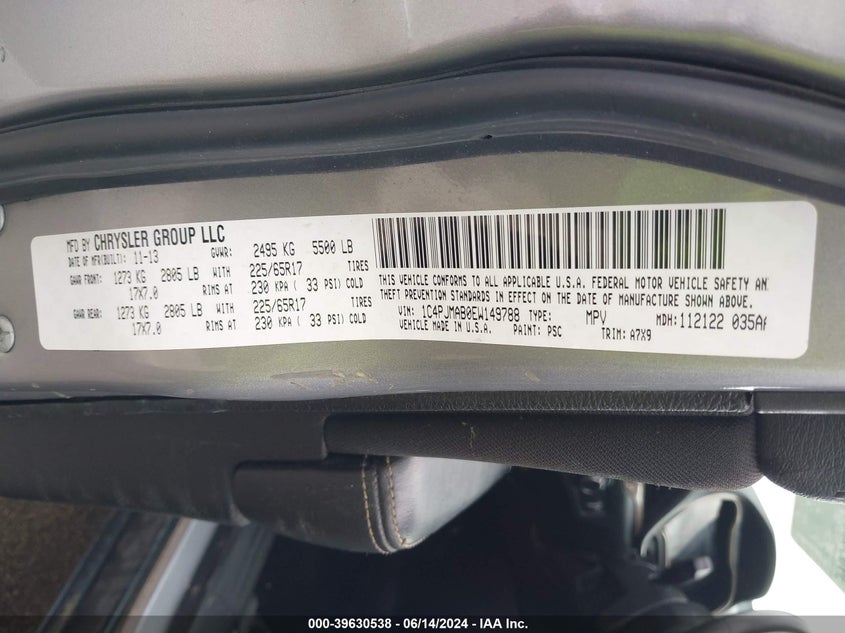 MFD BY CHRYSLER GROUP LLC
DATE OF MFR(BUILT): 11-13 GVWR: 2495 KG 5500 LB
GAWR FRONT: 1273 KG 2805 LB WITH 225/65R17 TIRES
17X7.0 RIMS AT 230 KPA ( 33 PSI) COLD
GAWR REAR: 1273 KG 2805 LB WITH 225/65R17 TIRES
17X7.0 RIMS AT 230 KPA ( 33 PSI) COLD
THIS VEHICLE CONFORMS TO ALL APPLICABLE U.S.A. FEDERAL MOTOR VEHICLE SAFETY AN
THEFT PREVENTION STANDARDS IN EFFECT ON THE DATE OF MANUFACTURE SHOWN ABOVE.
VIN: 1C4PJMAB0EW149788 TYPE: MPV MDH:112122 035A
VEHICLE MADE IN U.S.A. PAINT: PSC TRIM: A7X9
000-39630538 - 06/14/2024 - IAA Inc.